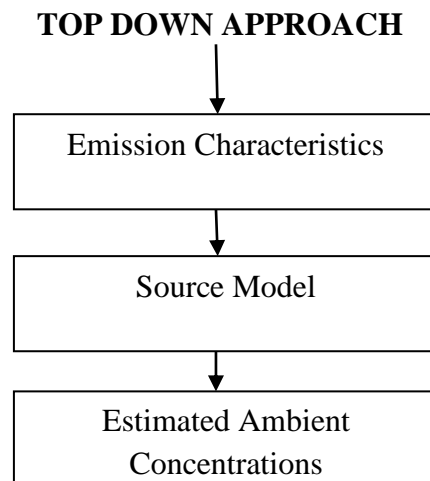 TOP DOWN APPROACH
Emission Characteristics
Source Model
Estimated Ambient
Concentrations